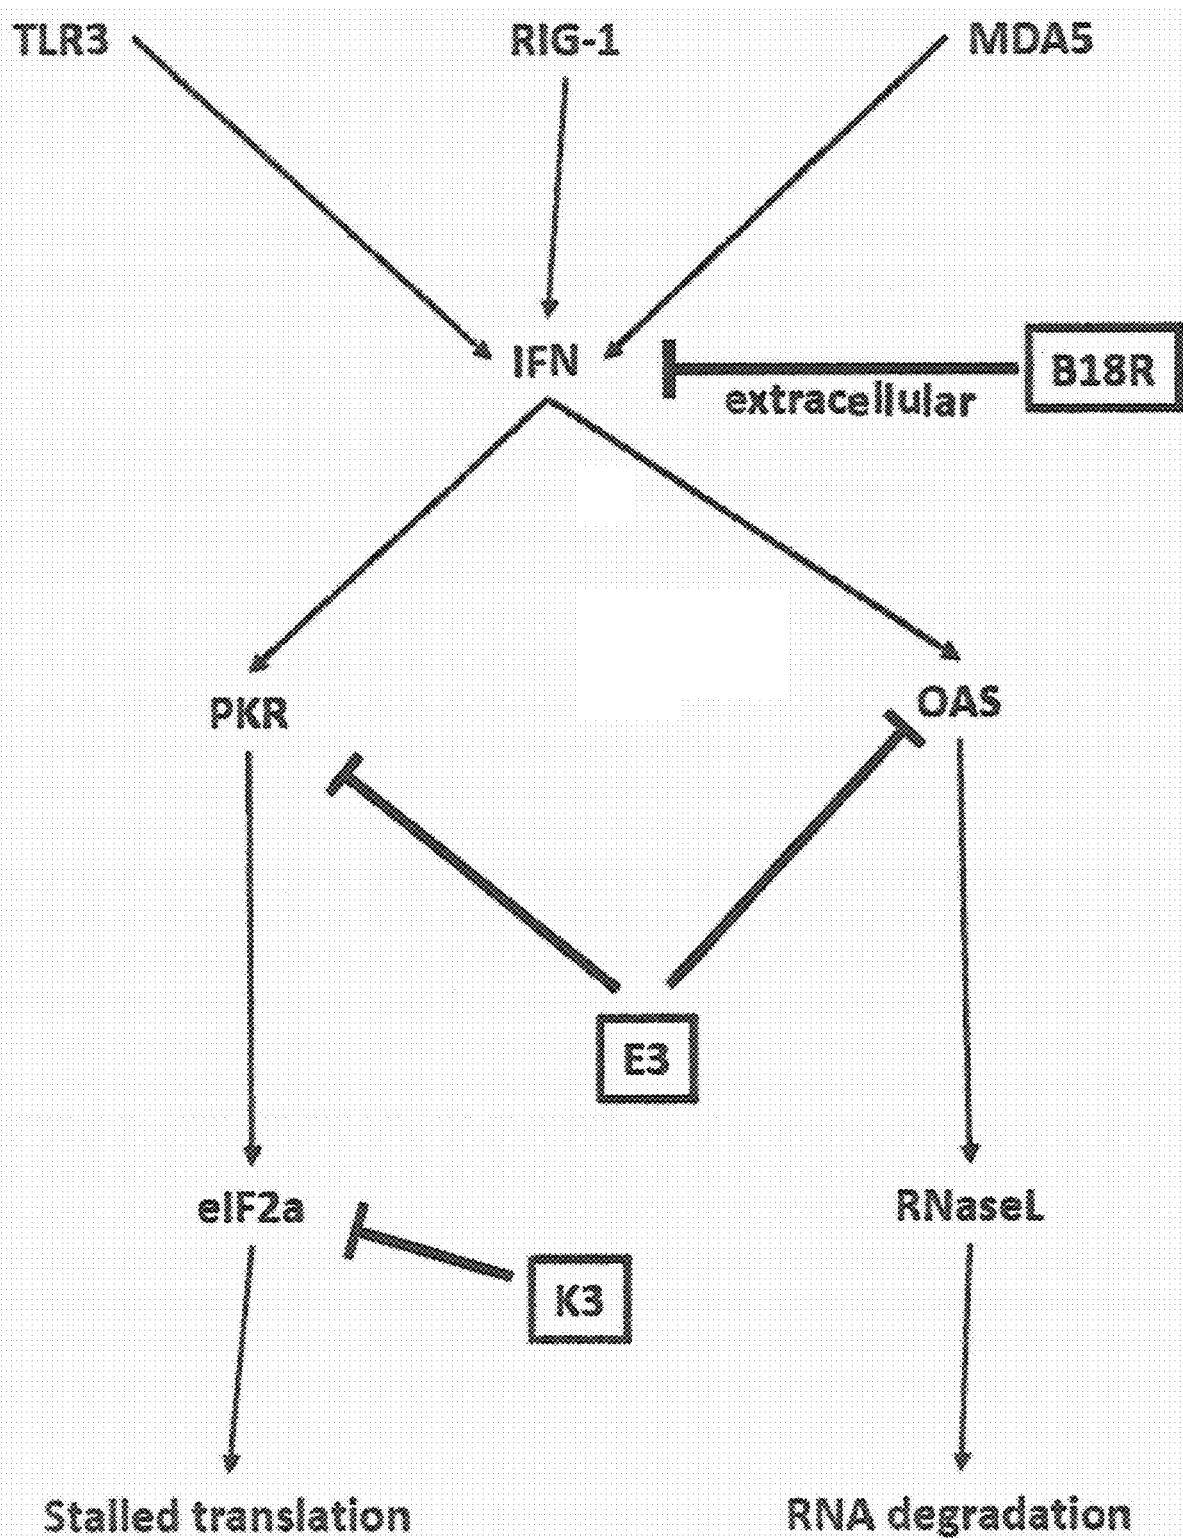 TLR3
RIG-1
MDA5
IFN
B18R
extracellular
PKR
OAS
E3
eIF2a
RNaseL
K3
Stalled translation
RNA degradation